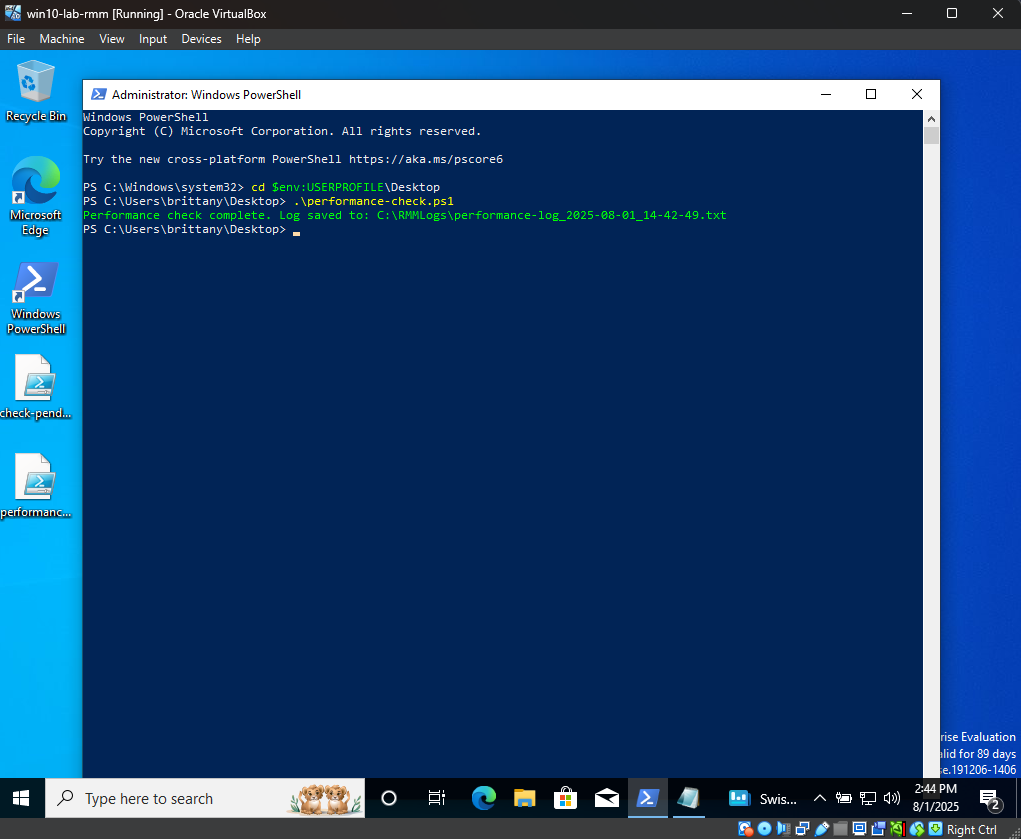 win10-lab-rmm [Running] - Oracle VirtualBox
File Machine View Input Devices Help
Recycle Bin
Microsoft
Edge
Windows
PowerShell
check-pend...
performanc...
Administrator: Windows PowerShell
Windows PowerShell
Copyright (C) Microsoft Corporation. All rights reserved.
Try the new cross-platform PowerShell https://aka.ms/pscore6
PS C:\Windows\system32> cd $env:USERPROFILE\Desktop
PS C:\Users\brittany\Desktop> .\performance-check.ps1
Performance check complete. Log saved to: C:\RMMLogs\performance-log_2025-08-01_14-42-49.txt
PS C:\Users\brittany\Desktop>
rise Evaluation
alid for 89 days
se.191206-1406
Type here to search
Swis...
2:44 PM
8/1/2025
2
Right Ctrl